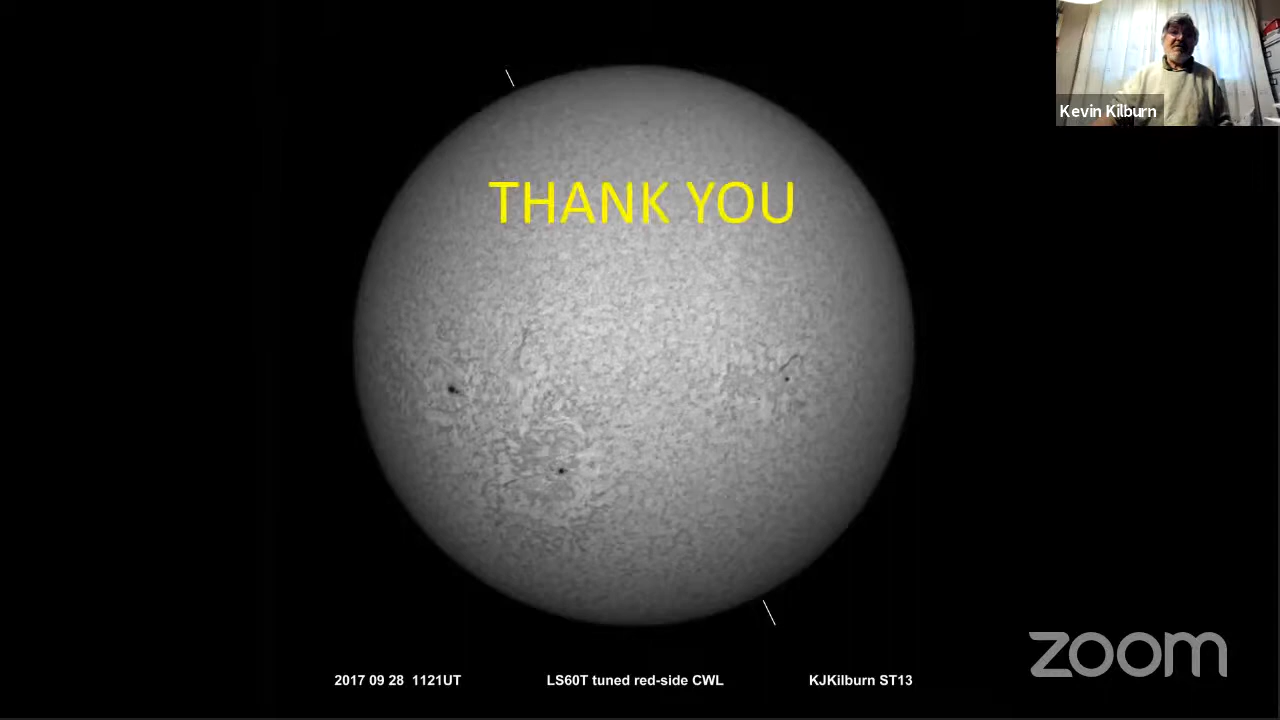 Kevin Kilburn
THANK YOU
zoom
2017 09 28 1121UT
LS60T tuned red-side CWL
KJKilburn ST13